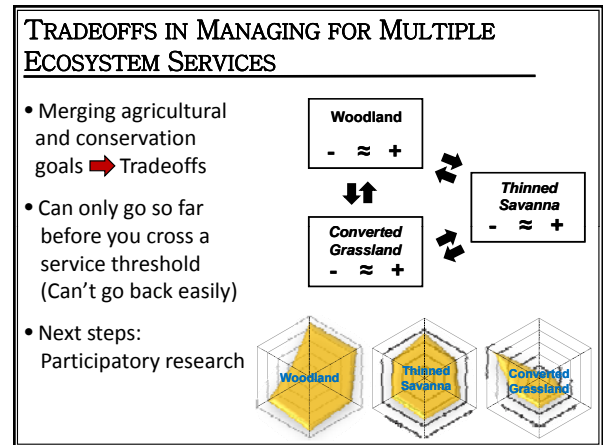 TRADEOFFS IN MANAGING FOR MULTIPLE
ECOSYSTEM SERVICES
• Merging agricultural
and conservation
goals ➡ Tradeoffs
• Can only go so far
before you cross a
service threshold
(Can't go back easily)
• Next steps:
Participatory research
Woodland
- ≈ +
Thinned
Savanna
- ≈ +
Converted
Grassland
- ≈ +
Woodland
Thinned
Savanna
Converted
Grassland